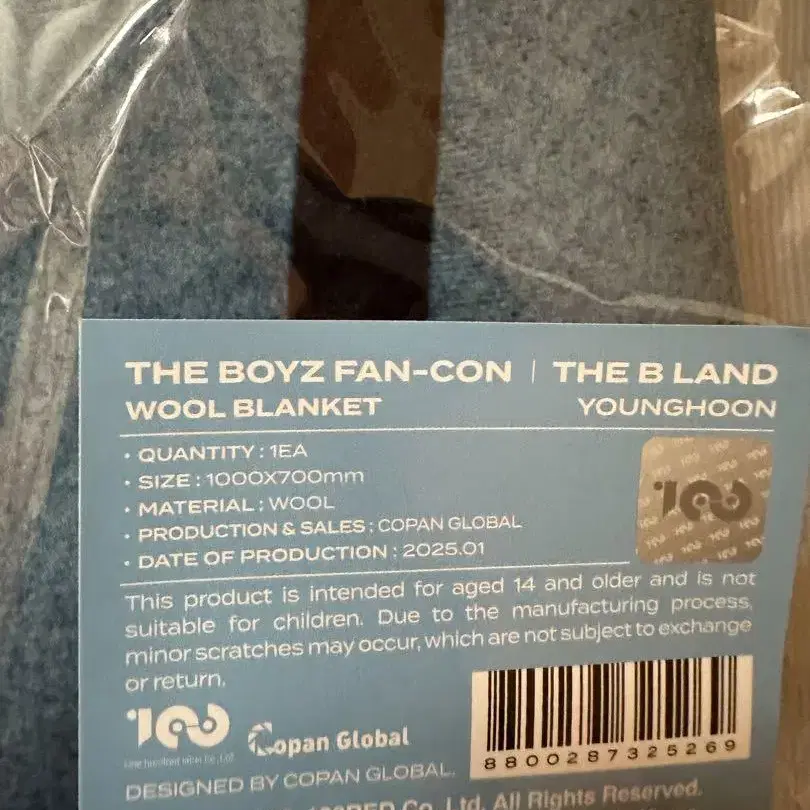 THE BOYZ FAN-CON | THE B LAND
WOOL BLANKET YOUNGHOON
• QUANTITY : 1EA
• SIZE : 1000X700mm
• MATERIAL : WOOL
• PRODUCTION & SALES : COPAN GLOBAL
• DATE OF PRODUCTION : 2025.01
100
This product is intended for aged 14 and older and is not
suitable for children. Due to the manufacturing process,
minor scratches may occur, which are not subject to exchange
or return.
100
Copan Global
8800287325269
DESIGNED BY COPAN GLOBAL.
Co., Ltd. All Rights Reserved.